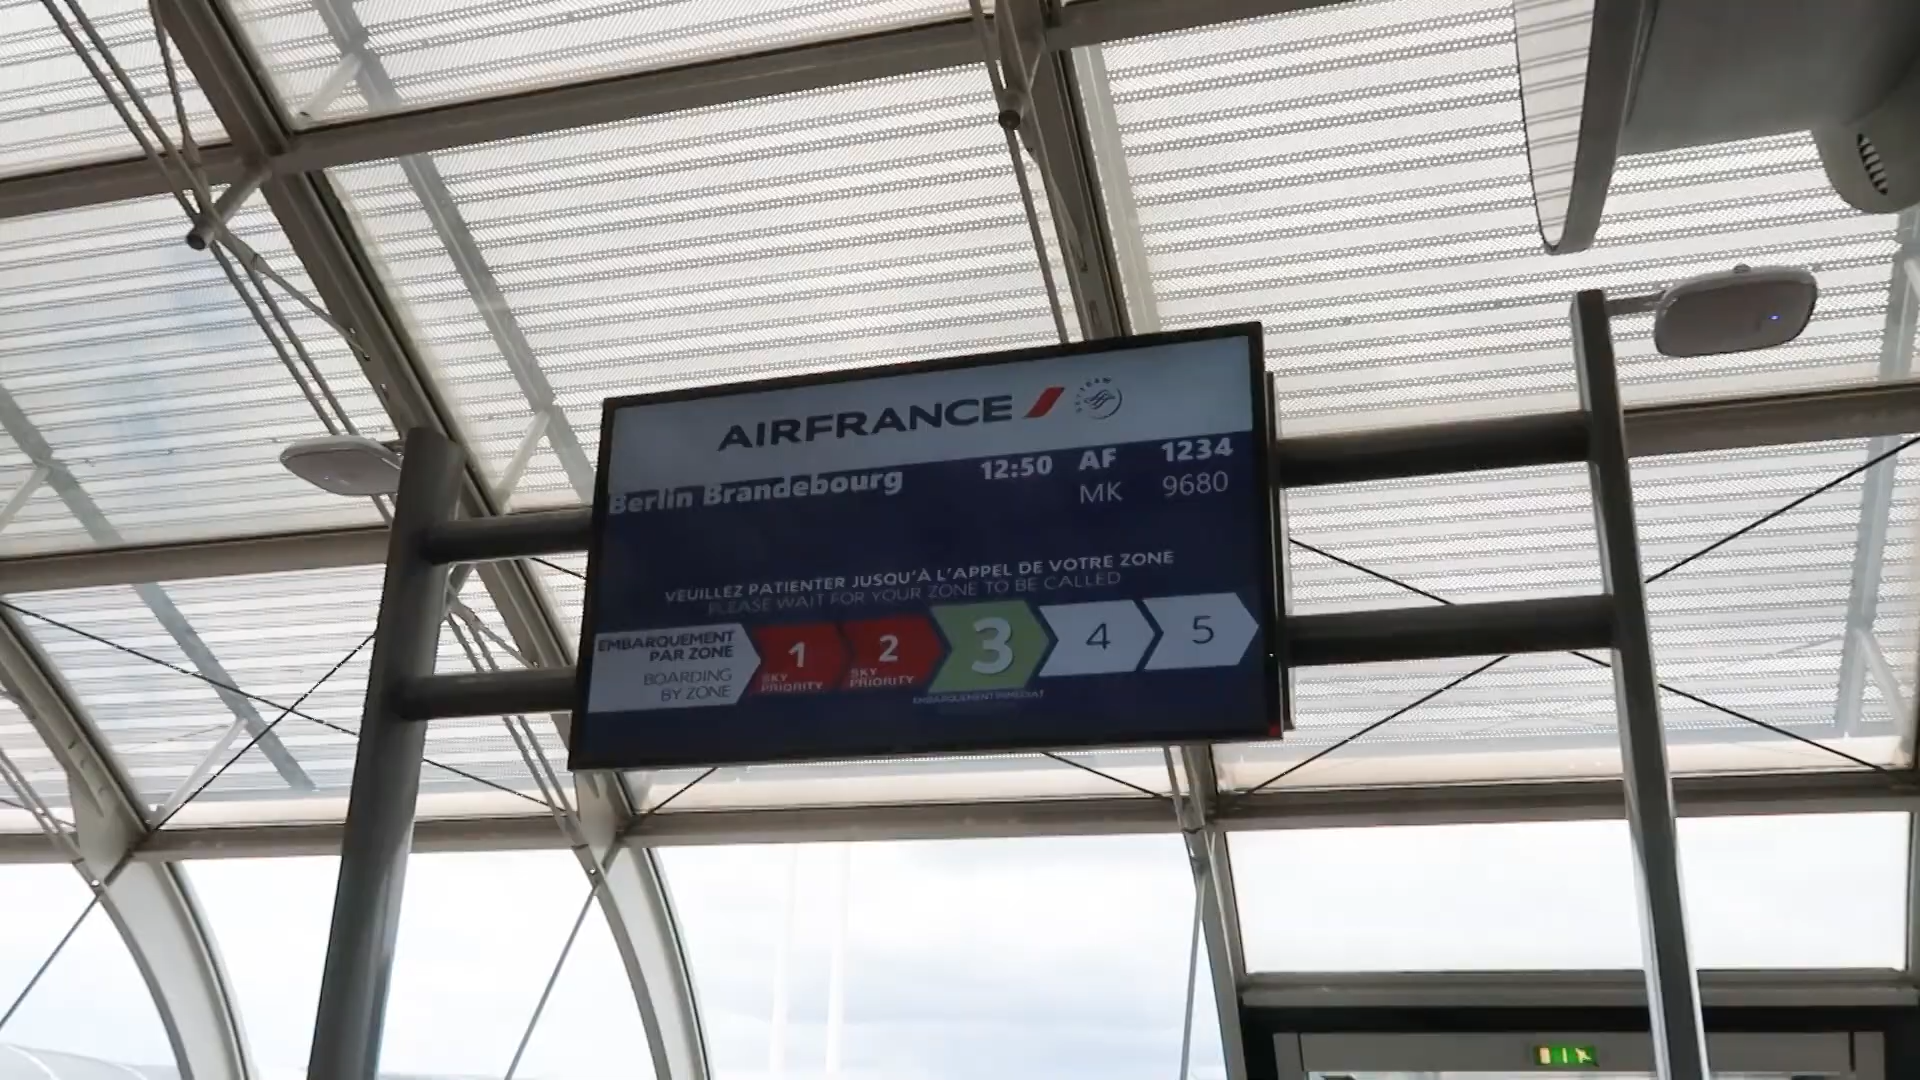 AIRFRANCE
Berlin Brandebourg 12:50 AF 1234
MK 9680
VEUILLEZ PATIENTER JUSQU'À L'APPEL DE VOTRE ZONE
PLEASE WAIT FOR YOUR ZONE TO BE CALLED
EMBARQUEMENT PAR ZONE
BOARDING BY ZONE
1 SKY PRIORITY
2 SKY PRIORITY
3
4
5
EMBARQUEMENT IMMEDIAT